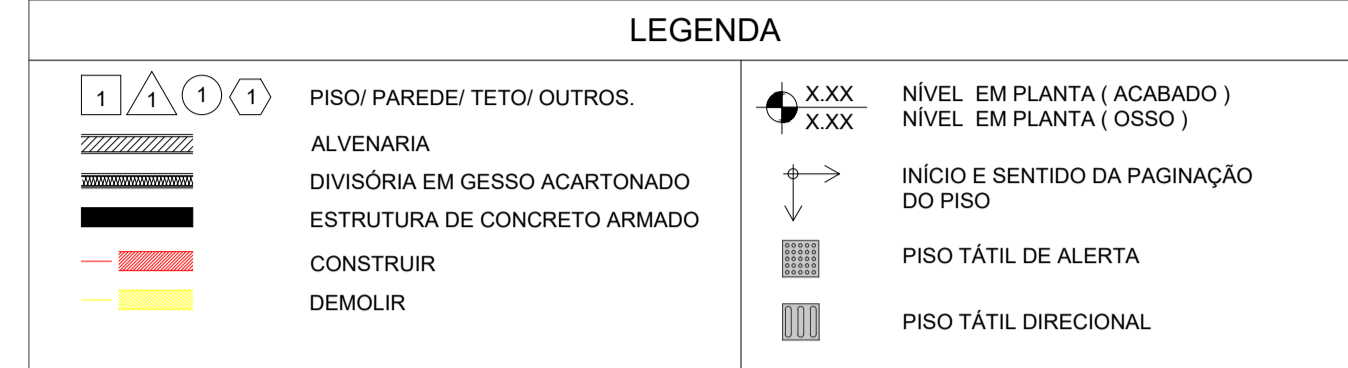 LEGENDA
1 1 1 1 PISO/ PAREDE/ TETO/ OUTROS.
ALVENARIA
DIVISÓRIA EM GESSO ACARTONADO
ESTRUTURA DE CONCRETO ARMADO
CONSTRUIR
DEMOLIR
X.XX NÍVEL EM PLANTA ( ACABADO )
X.XX NÍVEL EM PLANTA ( OSSO )
INÍCIO E SENTIDO DA PAGINAÇÃO
DO PISO
PISO TÁTIL DE ALERTA
PISO TÁTIL DIRECIONAL